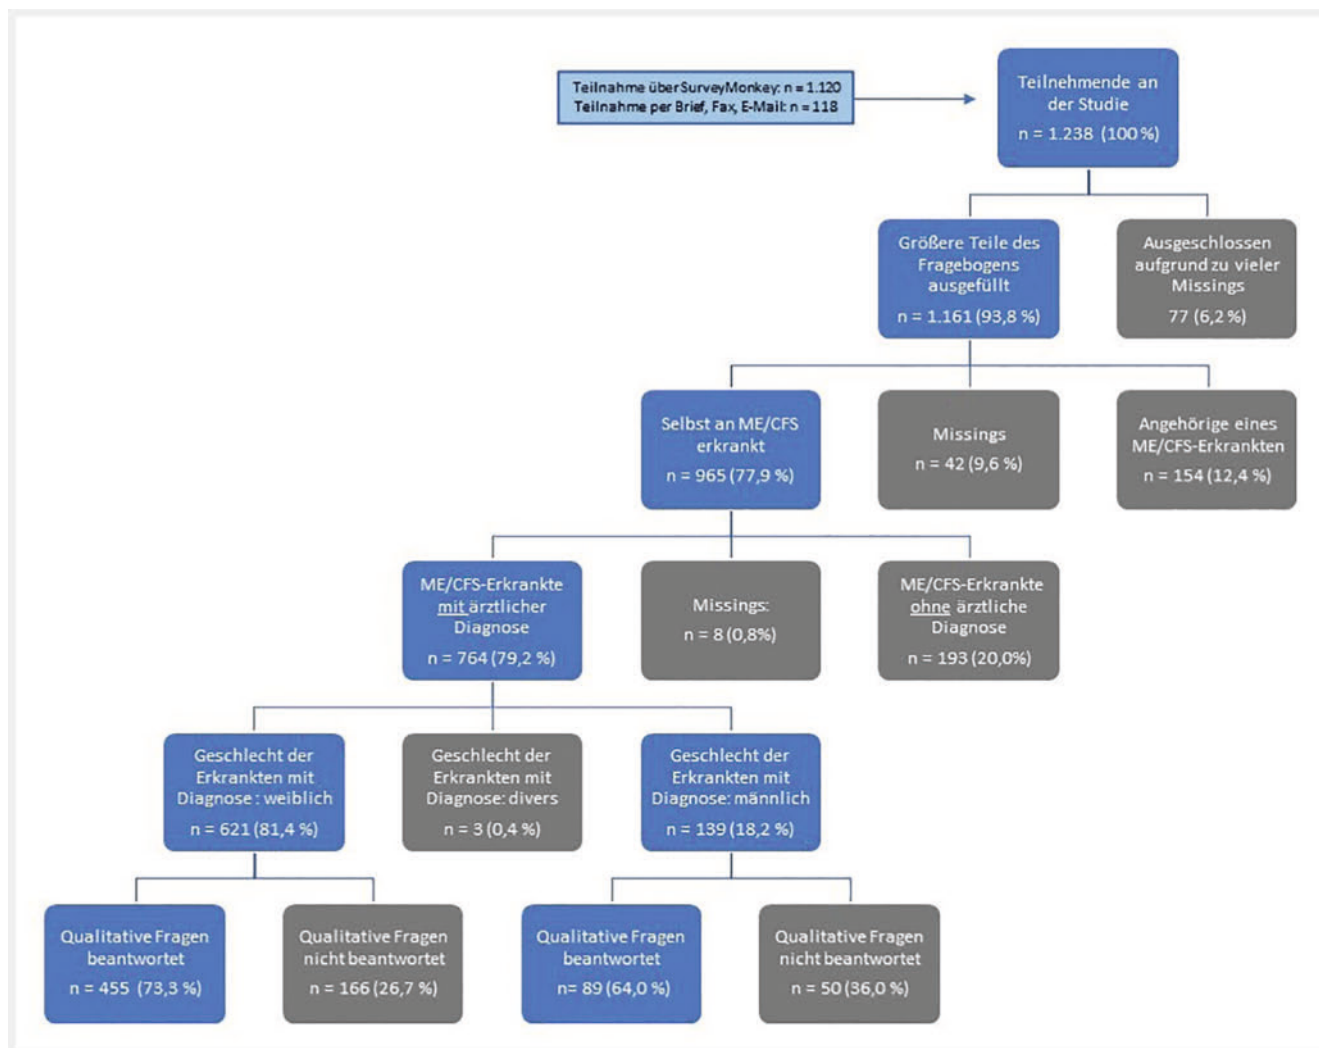 Teilnahme über SurveyMonkey: n = 1.120
Teilnahme per Brief, Fax, E-Mail: n = 118
Teilnehmende an
der Studie
n = 1.238 (100 %)
Größere Teile des
Fragebogens
ausgefüllt
n = 1.161 (93,8 %)
Ausgeschlossen
aufgrund zu vieler
Missings
77 (6,2 %)
Selbst an ME/CFS
erkrankt
n = 965 (77,9 %)
Missings
n = 42 (9,6 %)
Angehörige eines
ME/CFS-Erkrankten
n = 154 (12,4 %)
ME/CFS-Erkrankte
mit ärztlicher
Diagnose
n = 764 (79,2 %)
Missings:
n = 8 (0,8%)
ME/CFS-Erkrankte
ohne ärztliche
Diagnose
n = 193 (20,0%)
Geschlecht der
Erkrankten mit
Diagnose : weiblich
n = 621 (81,4 %)
Geschlecht der
Erkrankten mit
Diagnose: divers
n = 3 (0,4 %)
Geschlecht der
Erkrankten mit
Diagnose: männlich
n = 139 (18,2 %)
Qualitative Fragen
beantwortet
n = 455 (73,3 %)
Qualitative Fragen
nicht beantwortet
n = 166 (26,7 %)
Qualitative Fragen
beantwortet
n= 89 (64,0 %)
Qualitative Fragen
nicht beantwortet
n = 50 (36,0 %)